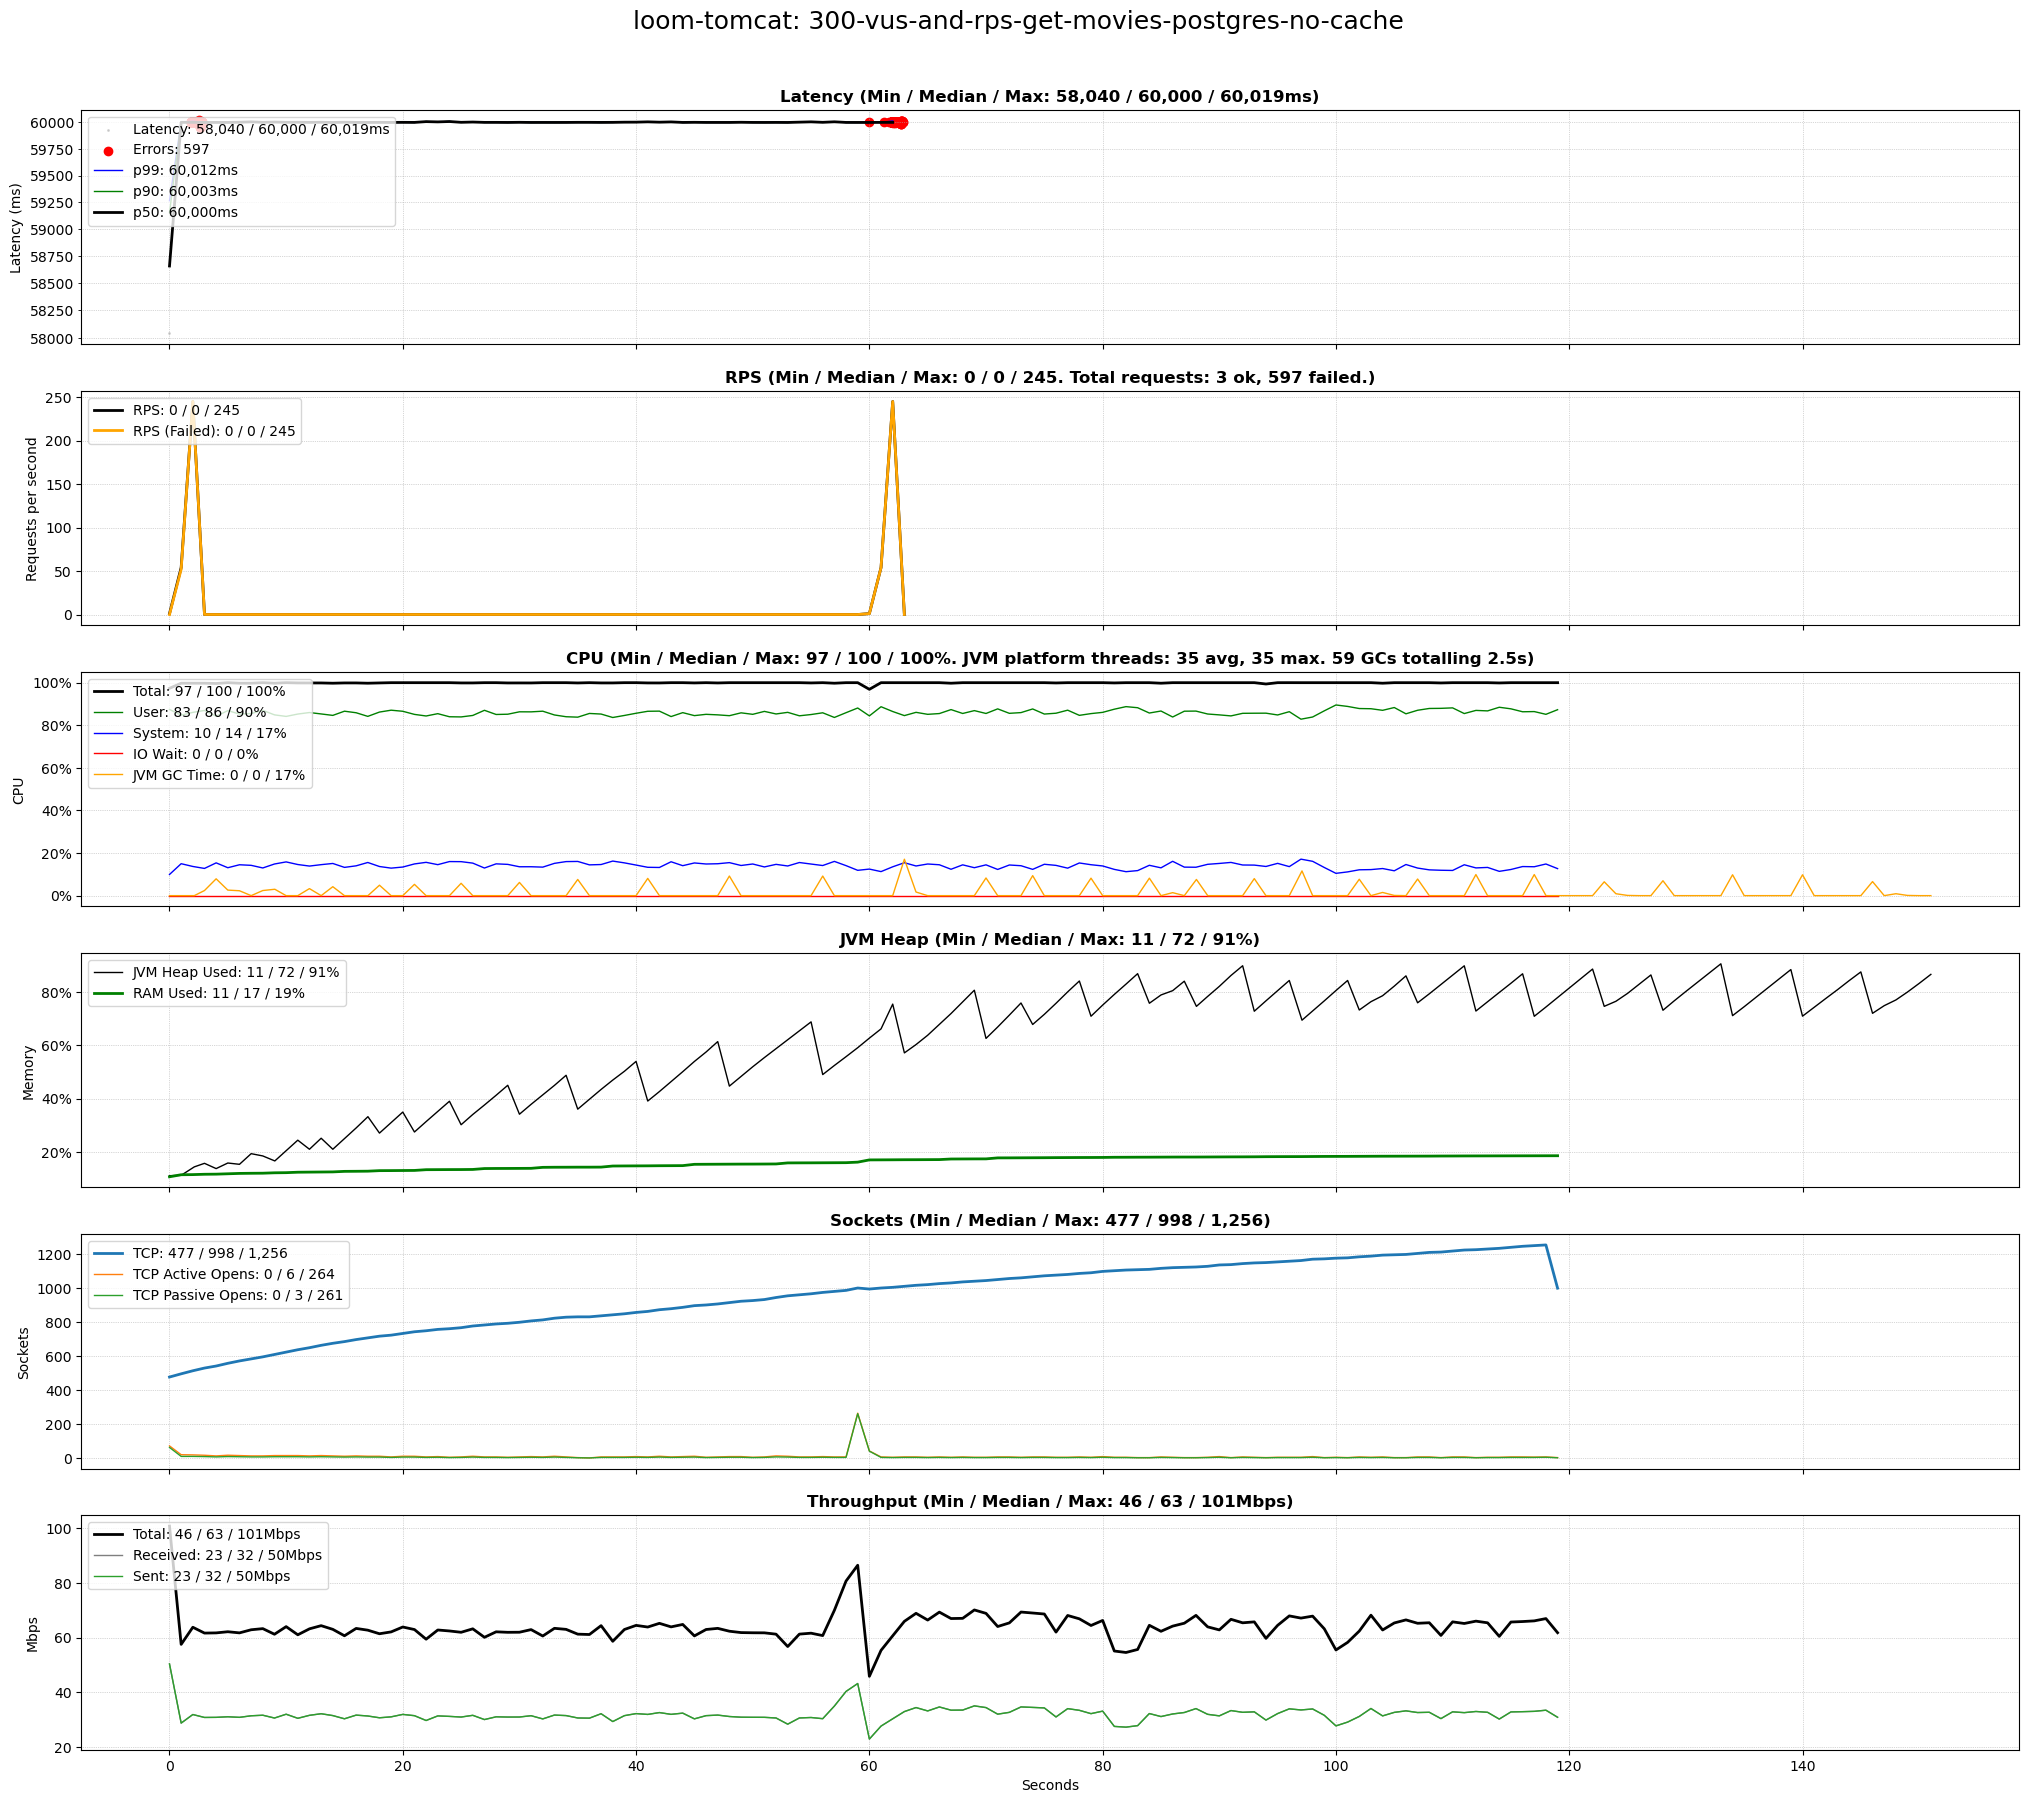 loom-tomcat: 300-vus-and-rps-get-movies-postgres-no-cache
Latency (Min / Median / Max: 58,040 / 60,000 / 60,019ms)
Latency (ms)
60000
59750
59500
59250
59000
58750
58500
58250
58000
Latency: 58,040 / 60,000 / 60,019ms
Errors: 597
p99: 60,012ms
p90: 60,003ms
p50: 60,000ms
RPS (Min / Median / Max: 0 / 0 / 245. Total requests: 3 ok, 597 failed.)
Requests per second
250
200
150
100
50
0
RPS: 0 / 0 / 245
RPS (Failed): 0 / 0 / 245
CPU (Min / Median / Max: 97 / 100 / 100%. JVM platform threads: 35 avg, 35 max. 59 GCs totalling 2.5s)
CPU
100%
80%
60%
40%
20%
0%
Total: 97 / 100 / 100%
User: 83 / 86 / 90%
System: 10 / 14 / 17%
IO Wait: 0 / 0 / 0%
JVM GC Time: 0 / 0 / 17%
JVM Heap (Min / Median / Max: 11 / 72 / 91%)
Memory
80%
60%
40%
20%
JVM Heap Used: 11 / 72 / 91%
RAM Used: 11 / 17 / 19%
Sockets (Min / Median / Max: 477 / 998 / 1,256)
Sockets
1200
1000
800
600
400
200
0
TCP: 477 / 998 / 1,256
TCP Active Opens: 0 / 6 / 264
TCP Passive Opens: 0 / 3 / 261
Throughput (Min / Median / Max: 46 / 63 / 101Mbps)
Mbps
100
80
60
40
20
Total: 46 / 63 / 101Mbps
Received: 23 / 32 / 50Mbps
Sent: 23 / 32 / 50Mbps
0 20 40 60 80 100 120 140
Seconds